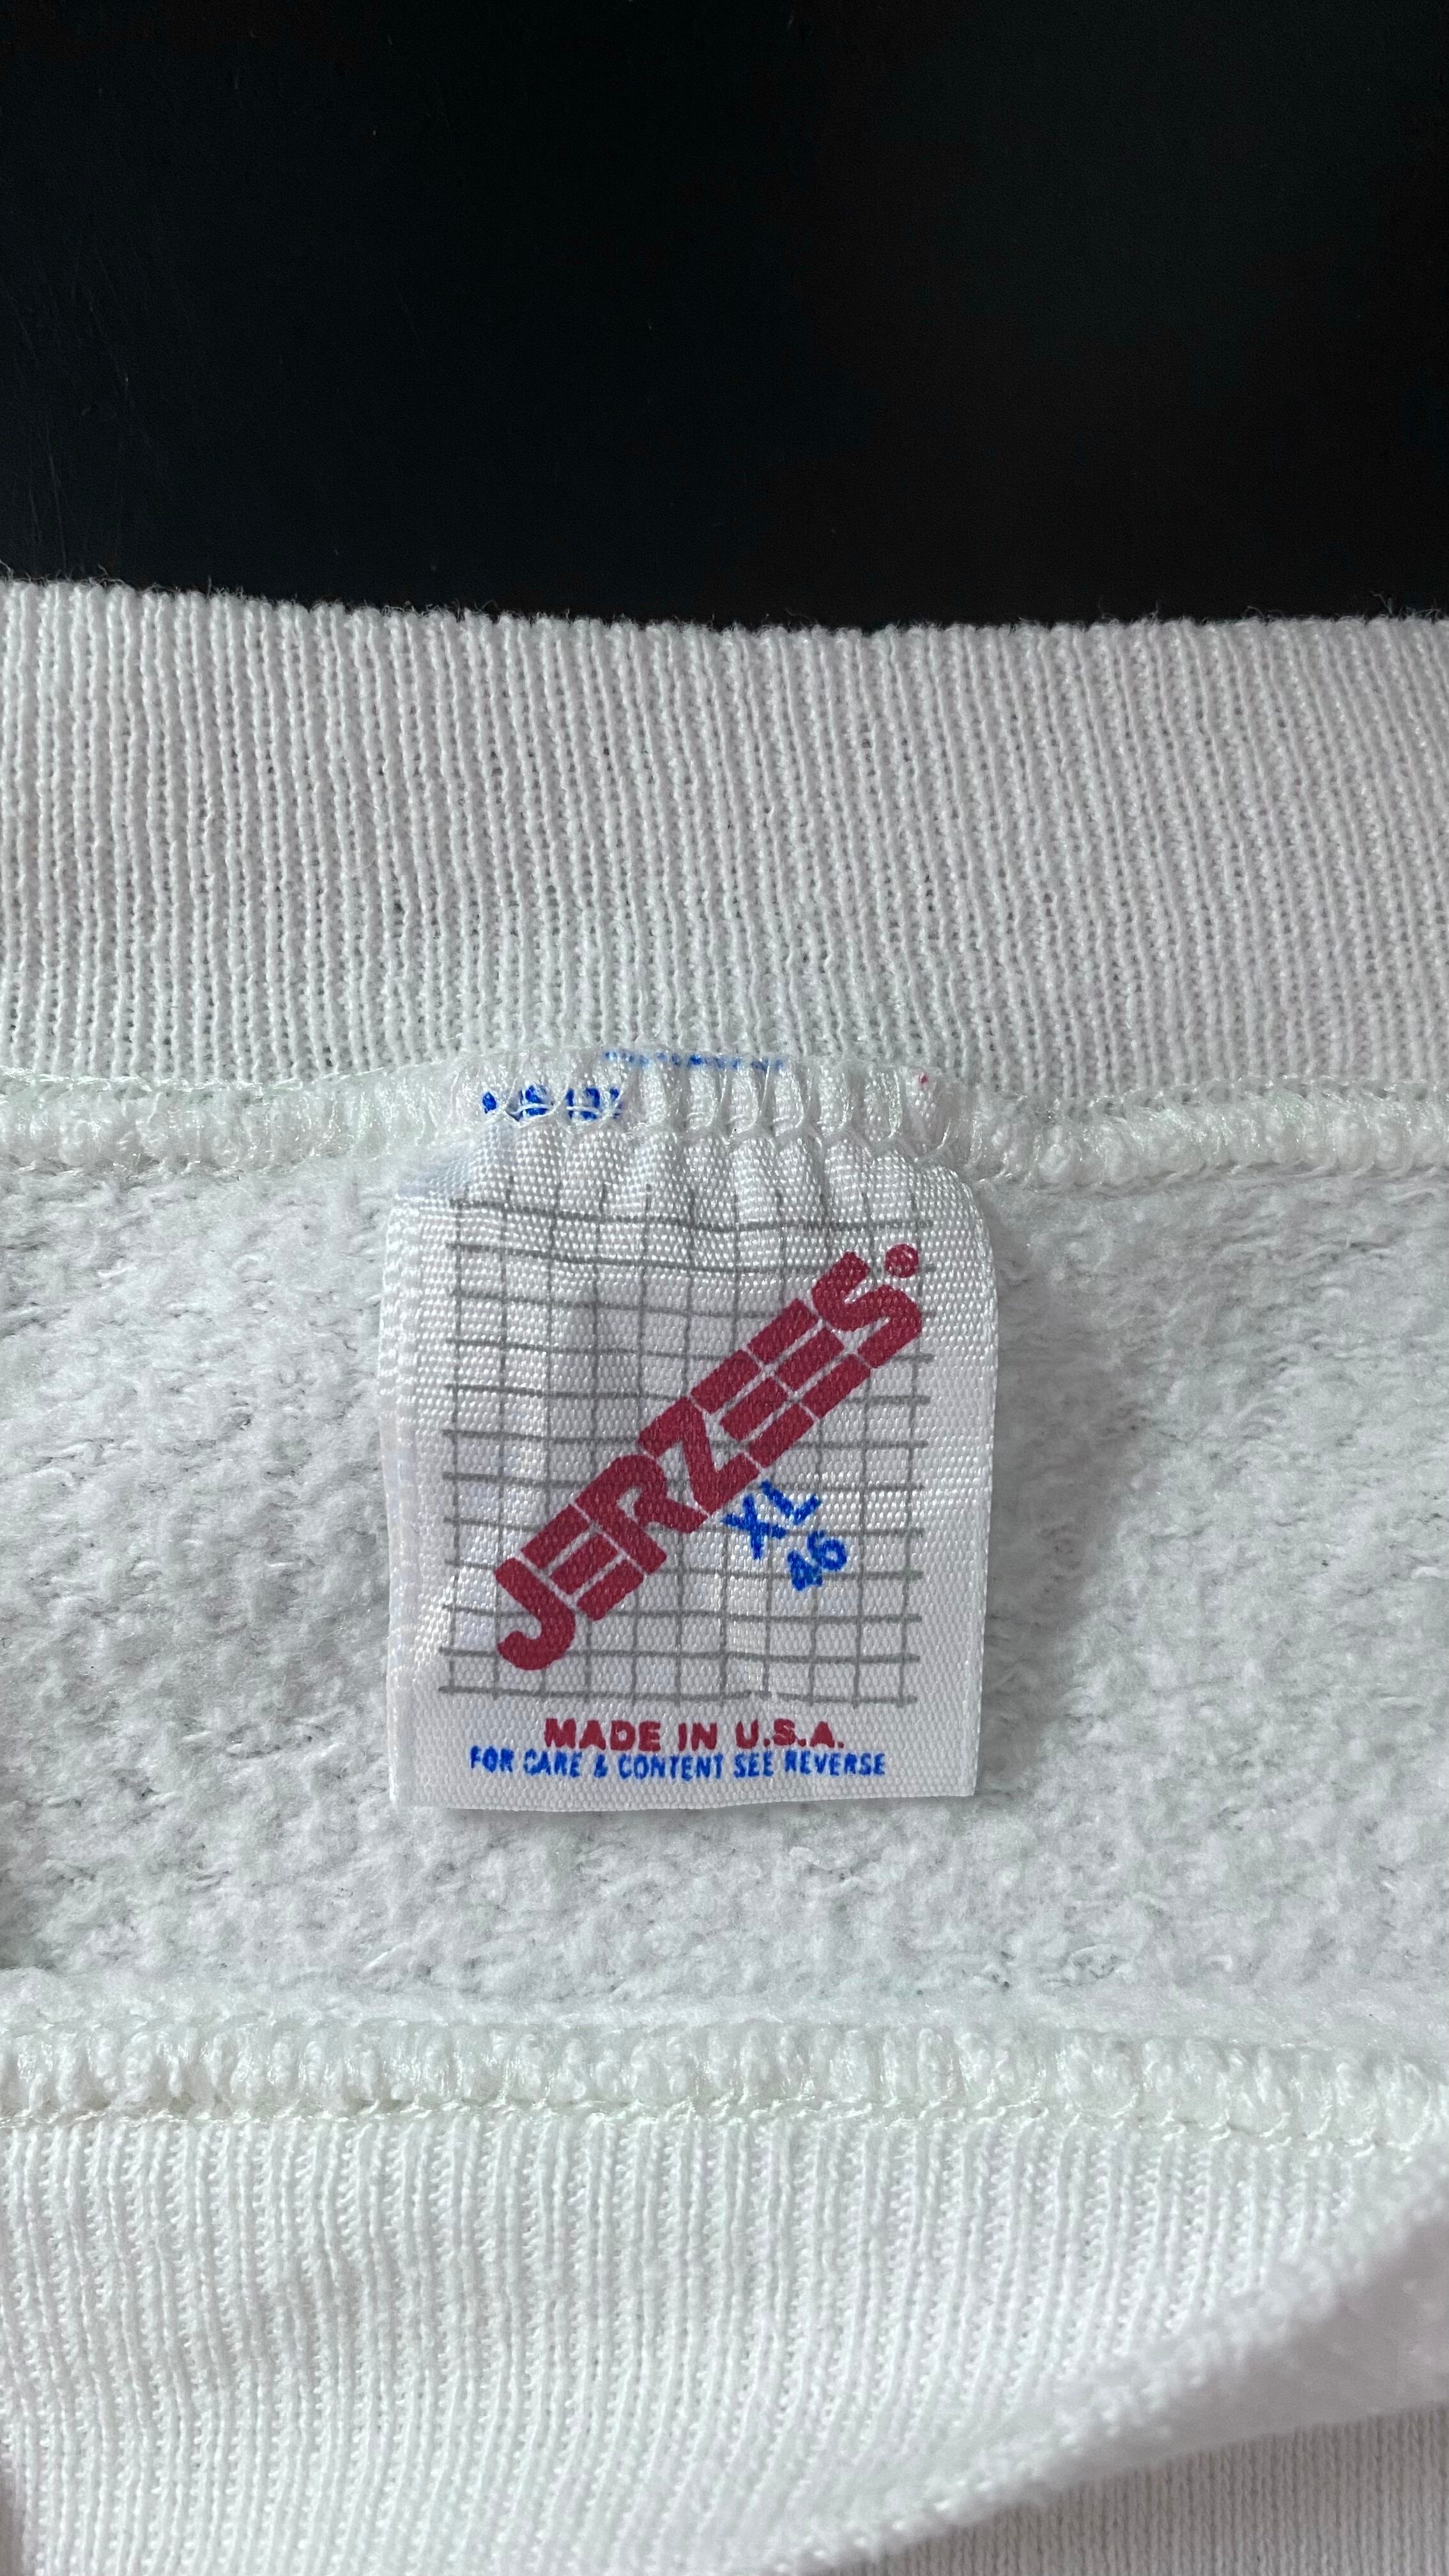 JERZEES.
XL
46
MADE IN U.S.A.
FOR CARE & CONTENT SEE REVERSE